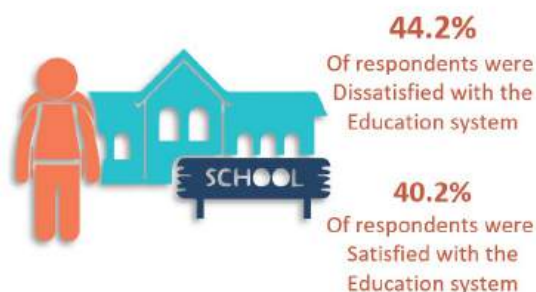 44.2%
Of respondents were
Dissatisfied with the
Education system
SCHOOL
40.2%
Of respondents were
Satisfied with the
Education system